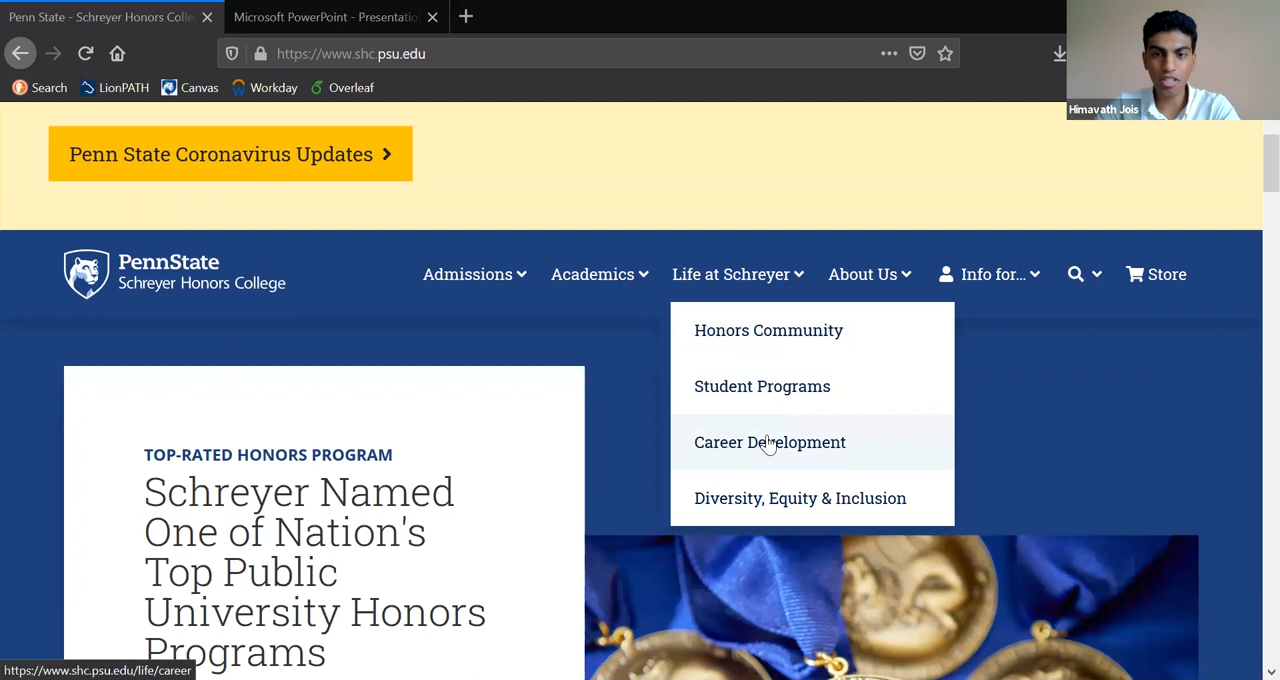 Penn State - Schreyer Honors Colle
Microsoft PowerPoint - Presentatio
https://www.shc.psu.edu
Search
LionPATH
Canvas
Workday
Overleaf
Himavath Jois
Penn State Coronavirus Updates
PennState
Schreyer Honors College
Admissions
Academics
Life at Schreyer
About Us
Info for...
Store
Honors Community
Student Programs
Career Development
Diversity, Equity & Inclusion
TOP-RATED HONORS PROGRAM
Schreyer Named
One of Nation's
Top Public
University Honors
Programs
https://www.shc.psu.edu/life/career